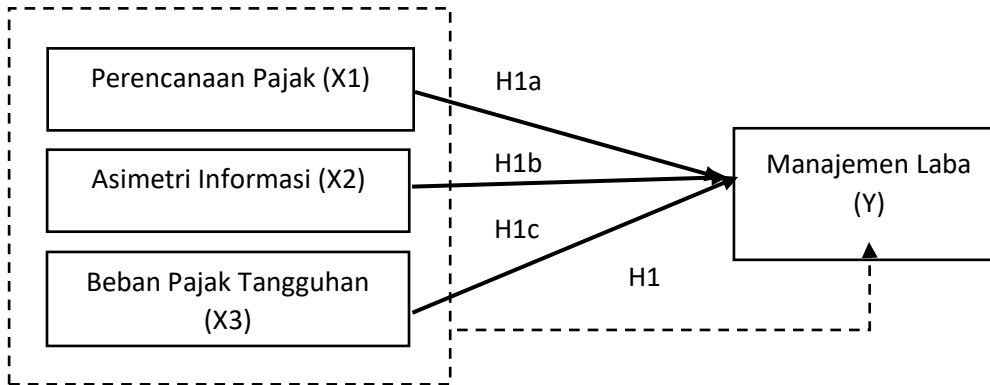 Perencanaan Pajak (X1)
H1a
Asimetri Informasi (X2)
H1b
Manajemen Laba
(Y)
H1c
Beban Pajak Tangguhan
(X3)
H1